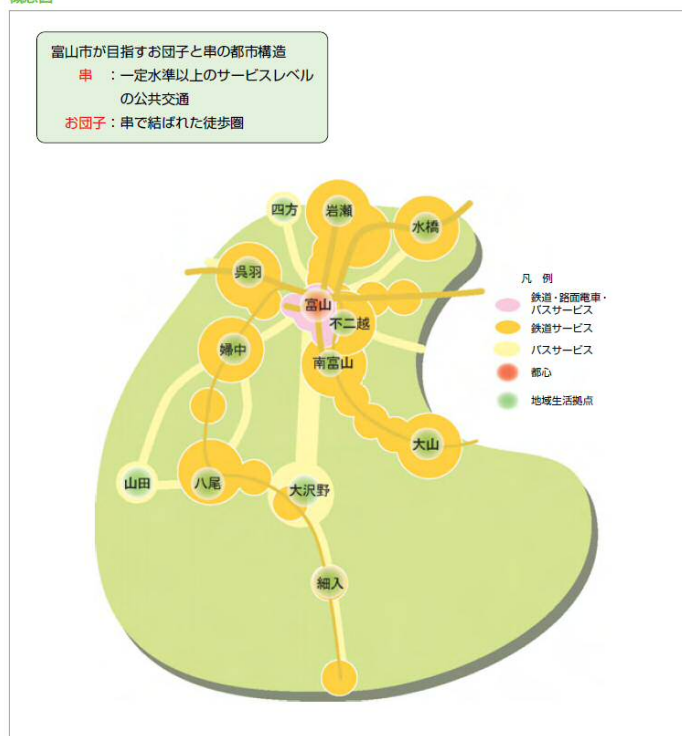 概念図
富山市が目指すお団子と串の都市構造
串 ：一定水準以上のサービスレベル
の公共交通
お団子：串で結ばれた徒歩圏
四方
岩瀬
水橋
呉羽
富山
不二越
婦中
南富山
大山
山田
八尾
大沢野
細入
凡 例
鉄道・路面電車・
バスサービス
鉄道サービス
バスサービス
都心
地域生活拠点